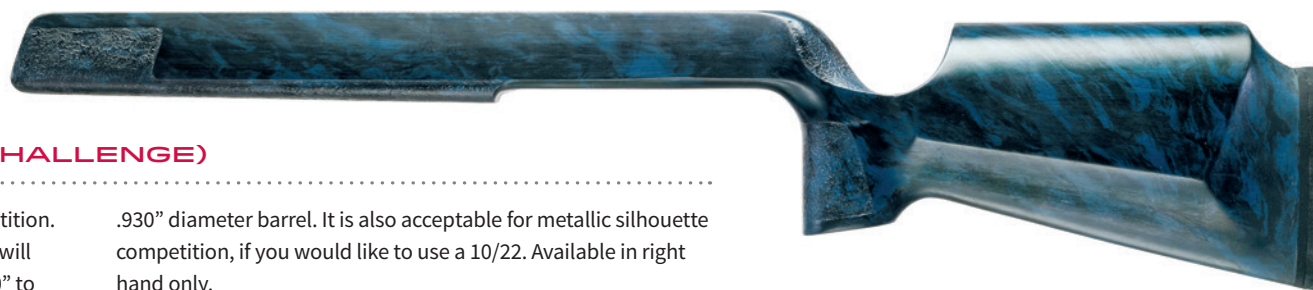 HALLENGE)
tition.
will
" to
.930” diameter barrel. It is also acceptable for metallic silhouette
competition, if you would like to use a 10/22. Available in right
hand only.